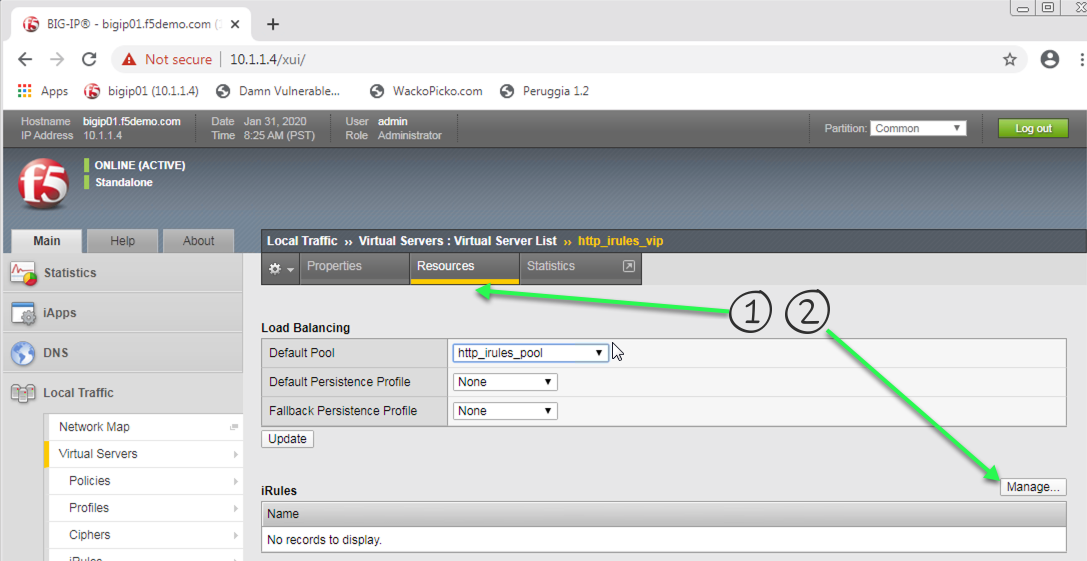 BIG-IP® - bigip01.f5demo.com (
Not secure | 10.1.1.4/xui/
Apps bigip01 (10.1.1.4) Damn Vulnerable... WackoPicko.com Peruggia 1.2
Hostname bigip01.f5demo.com Date Jan 31, 2020 User admin
IP Address 10.1.1.4 Time 8:25 AM (PST) Role Administrator
Partition: Common Log out
f5
ONLINE (ACTIVE)
Standalone
Main Help About
Local Traffic ›› Virtual Servers : Virtual Server List ›› http_irules_vip
Properties Resources Statistics
Statistics
iApps
DNS
Local Traffic
Network Map
Virtual Servers
Policies
Profiles
Ciphers
iRules
1 2
Load Balancing
Default Pool http_irules_pool
Default Persistence Profile None
Fallback Persistence Profile None
Update
iRules Manage...
Name
No records to display.